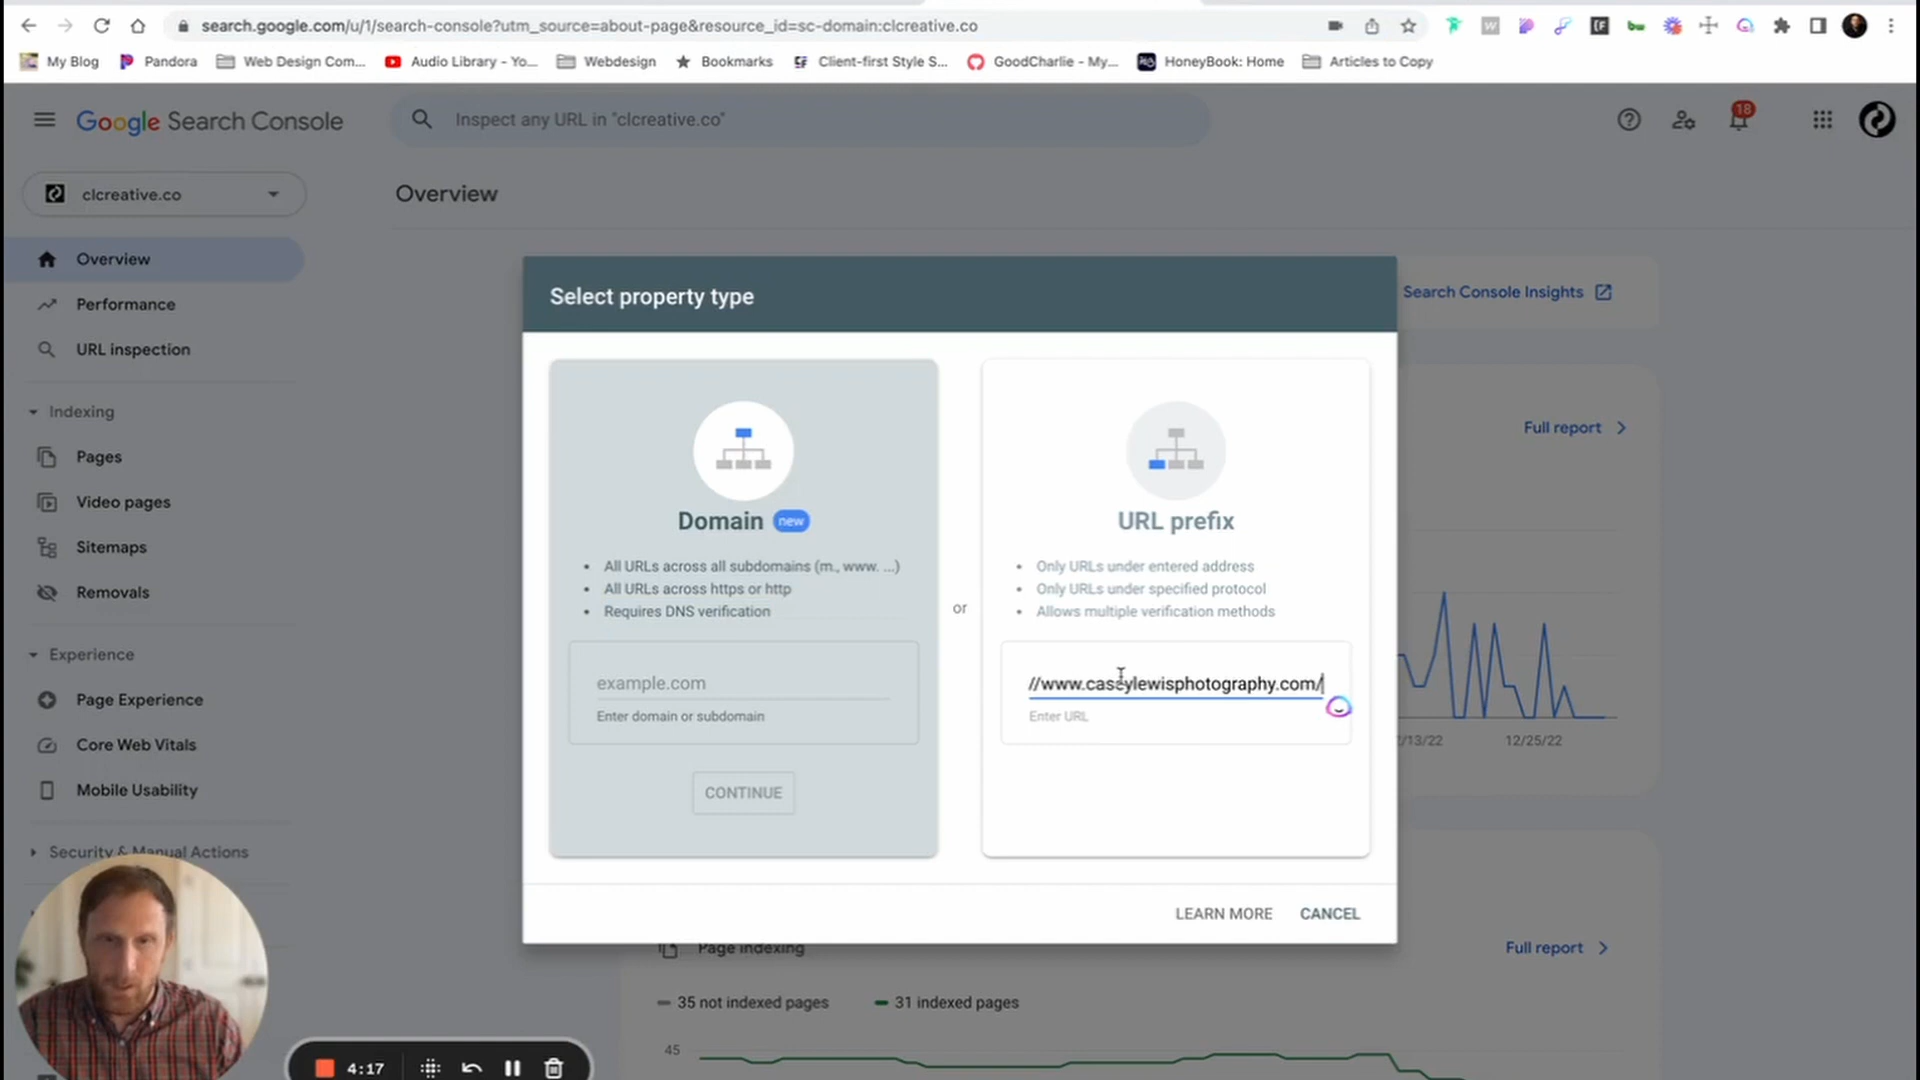 search.google.com/u/1/search-console?utm_source=about-page&resource_id=sc-domain:clcreative.co
My Blog
Pandora
Web Design Com...
Audio Library - Yo...
Webdesign
Bookmarks
Client-first Style S...
GoodCharlie - My...
HoneyBook: Home
Articles to Copy
Google Search Console
Inspect any URL in "clcreative.co"
18
clcreative.co
Overview
Overview
Performance
URL inspection
Indexing
Pages
Video pages
Sitemaps
Removals
Experience
Page Experience
Core Web Vitals
Mobile Usability
Security & Manual Actions
Search Console Insights
Full report
Select property type
Domain new
All URLs across all subdomains (m., www. ...)
All URLs across https or http
Requires DNS verification
example.com
Enter domain or subdomain
CONTINUE
or
URL prefix
Only URLs under entered address
Only URLs under specified protocol
Allows multiple verification methods
//www.caseylewisphotography.com/
Enter URL
LEARN MORE
CANCEL
/13/22
12/25/22
Page indexing
Full report
35 not indexed pages
31 indexed pages
45
4:17